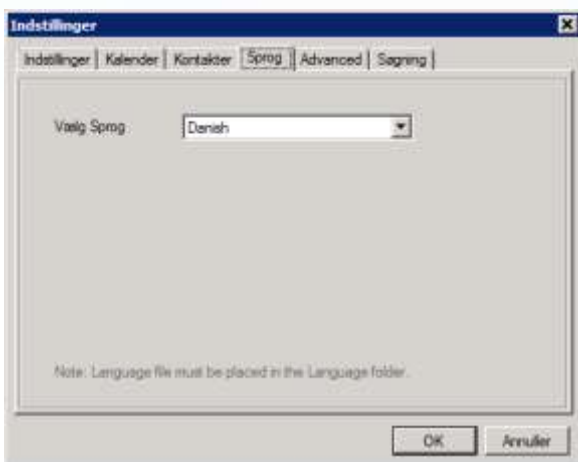 Indstillinger
Indstillinger Kalender Kontakter Sprog Advanced Søgning
Vælg Sprog Danish
Note: Language file must be placed in the Language folder.
OK Annuller